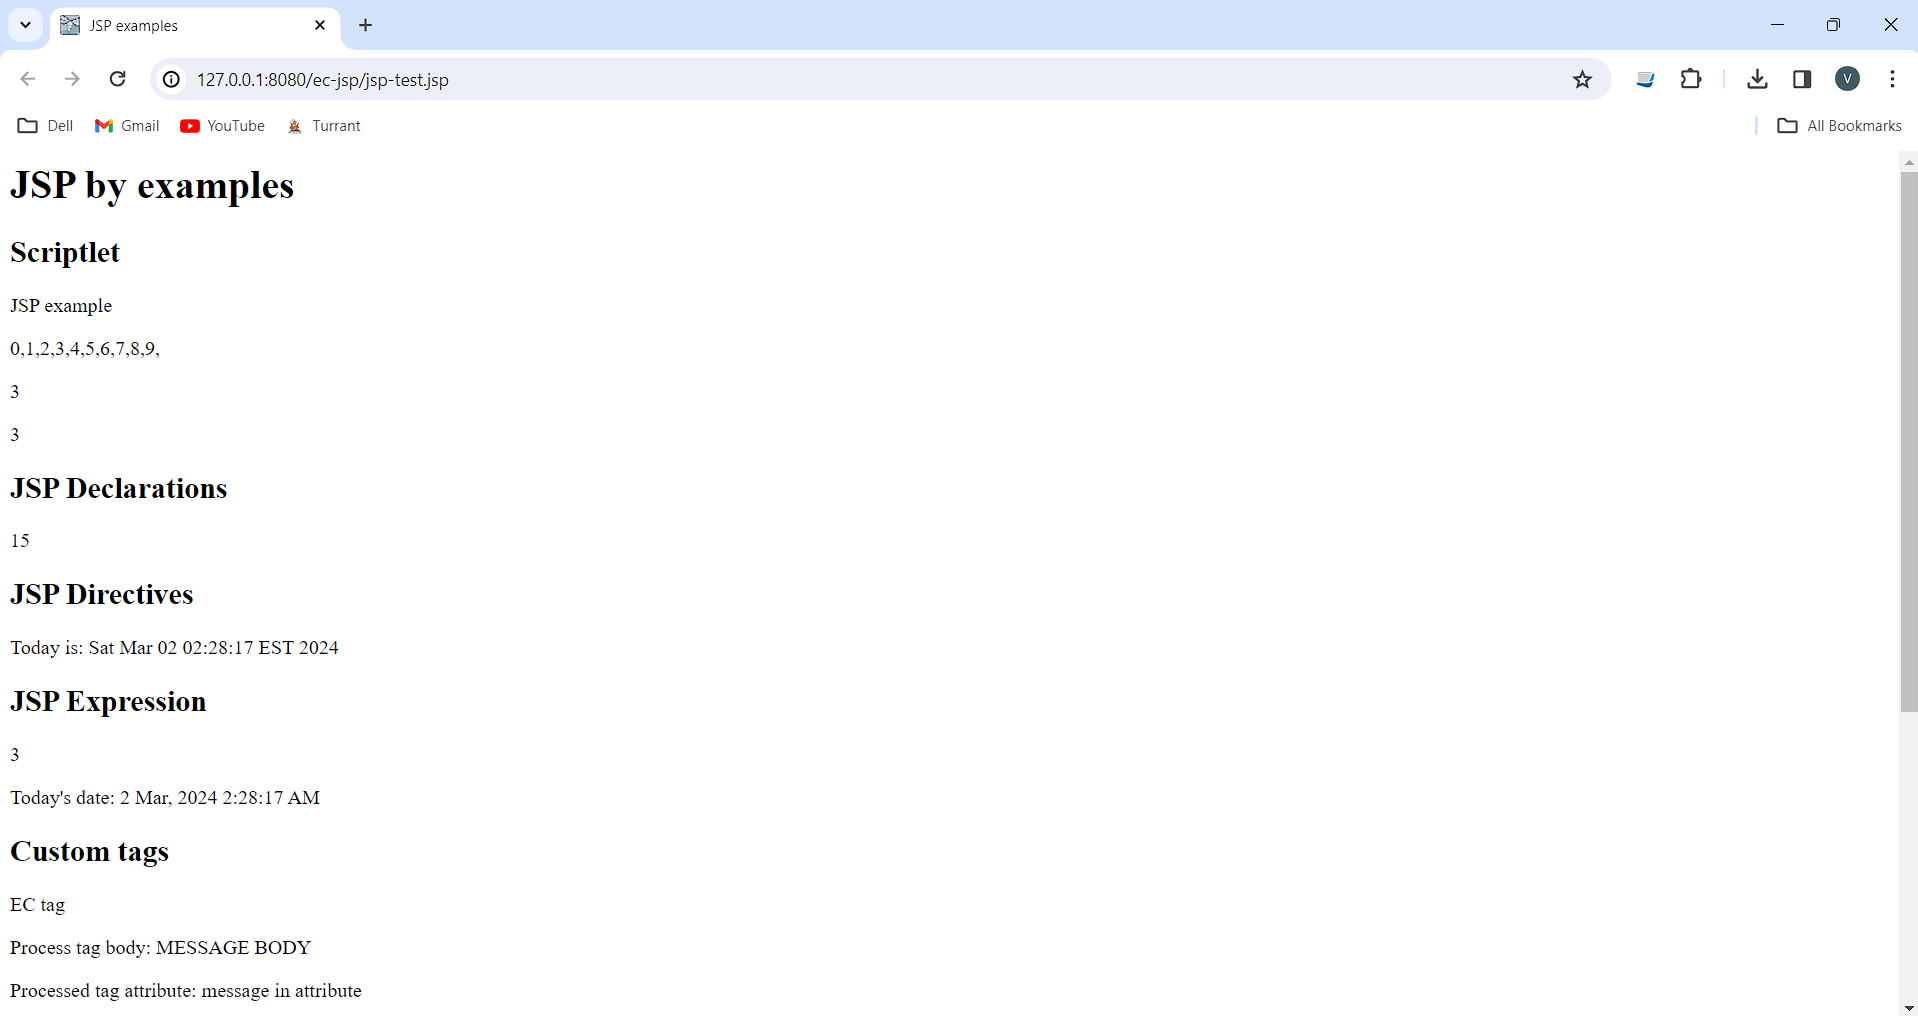 JSP examples
127.0.0.1:8080/ec-jsp/jsp-test.jsp
V
Dell Gmail YouTube Turrant All Bookmarks
JSP by examples
Scriptlet
JSP example
0,1,2,3,4,5,6,7,8,9,
3
3
JSP Declarations
15
JSP Directives
Today is: Sat Mar 02 02:28:17 EST 2024
JSP Expression
3
Today's date: 2 Mar, 2024 2:28:17 AM
Custom tags
EC tag
Process tag body: MESSAGE BODY
Processed tag attribute: message in attribute